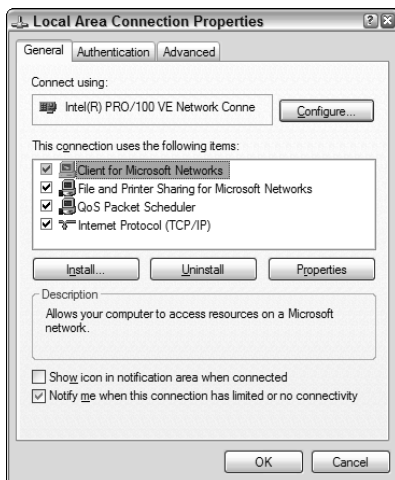 Local Area Connection Properties
General Authentication Advanced
Connect using:
Intel(R) PRO/100 VE Network Conne Configure...
This connection uses the following items:
Client for Microsoft Networks
File and Printer Sharing for Microsoft Networks
QoS Packet Scheduler
Internet Protocol (TCP/IP)
Install... Uninstall Properties
Description
Allows your computer to access resources on a Microsoft
network.
Show icon in notification area when connected
Notify me when this connection has limited or no connectivity
OK Cancel